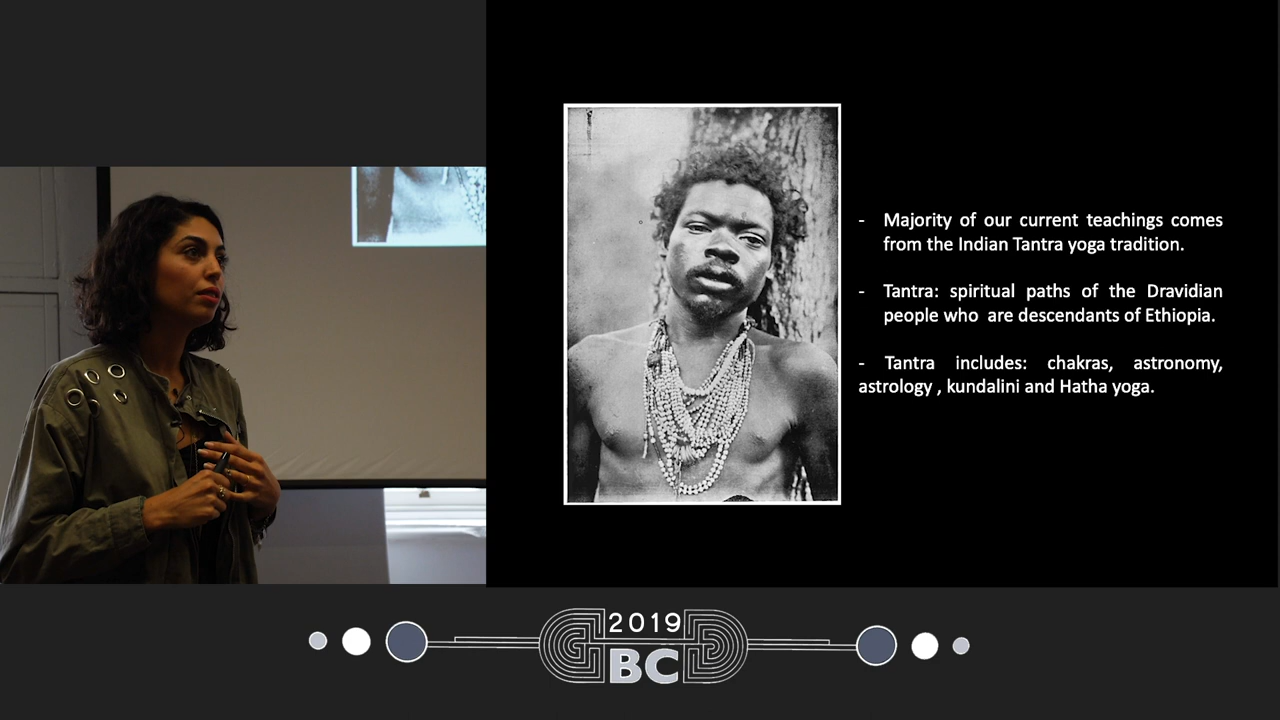 - Majority of our current teachings comes
from the Indian Tantra yoga tradition.
- Tantra: spiritual paths of the Dravidian
people who are descendants of Ethiopia.
- Tantra includes: chakras, astronomy,
astrology , kundalini and Hatha yoga.
2019
BC